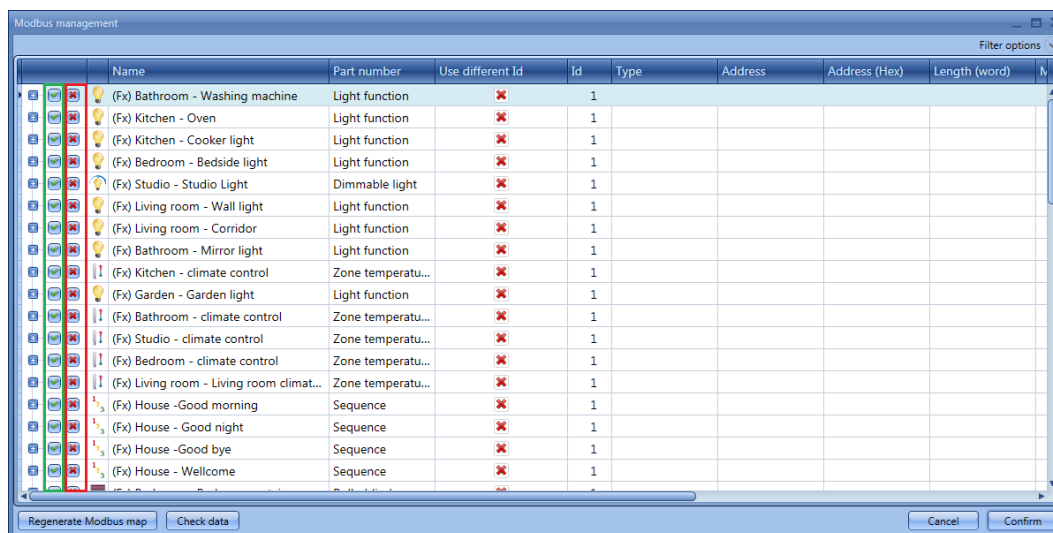 Modbus management
Filter options
Name Part number Use different Id Id Type Address Address (Hex) Length (word)
(Fx) Bathroom - Washing machine Light function 1
(Fx) Kitchen - Oven Light function 1
(Fx) Kitchen - Cooker light Light function 1
(Fx) Bedroom - Bedside light Light function 1
(Fx) Studio - Studio Light Dimmable light 1
(Fx) Living room - Wall light Light function 1
(Fx) Living room - Corridor Light function 1
(Fx) Bathroom - Mirror light Light function 1
(Fx) Kitchen - climate control Zone temperatu... 1
(Fx) Garden - Garden light Light function 1
(Fx) Bathroom - climate control Zone temperatu... 1
(Fx) Studio - climate control Zone temperatu... 1
(Fx) Bedroom - climate control Zone temperatu... 1
(Fx) Living room - Living room climat... Zone temperatu... 1
(Fx) House -Good morning Sequence 1
(Fx) House - Good night Sequence 1
(Fx) House -Good bye Sequence 1
(Fx) House - Wellcome Sequence 1
Regenerate Modbus map Check data Cancel Confirm